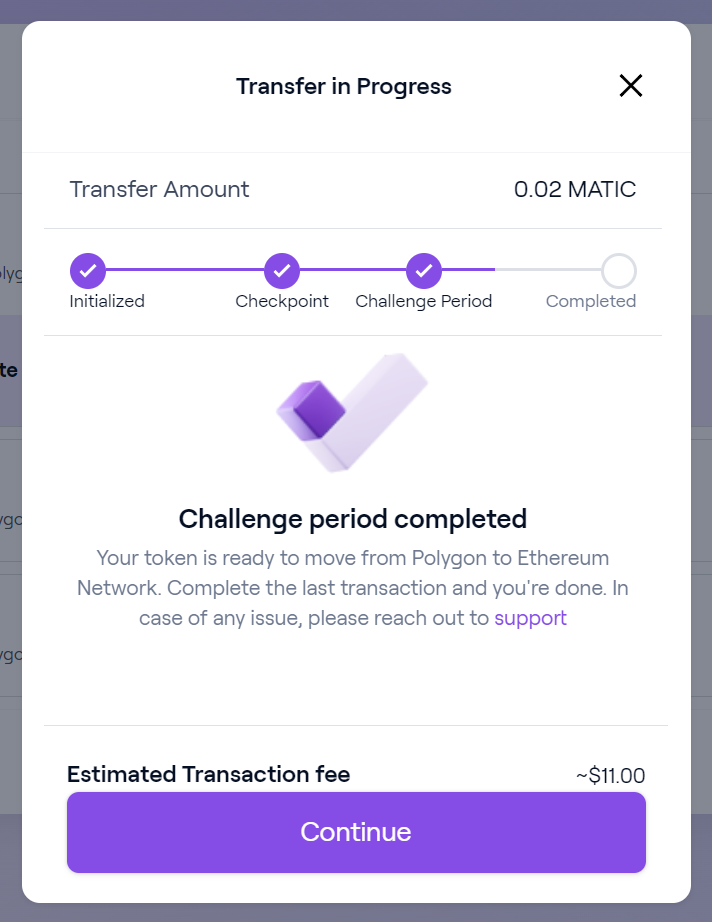 Transfer in Progress
Transfer Amount 0.02 MATIC
Initialized Checkpoint Challenge Period Completed
Challenge period completed
Your token is ready to move from Polygon to Ethereum
Network. Complete the last transaction and you're done. In
case of any issue, please reach out to support
Estimated Transaction fee ~$11.00
Continue